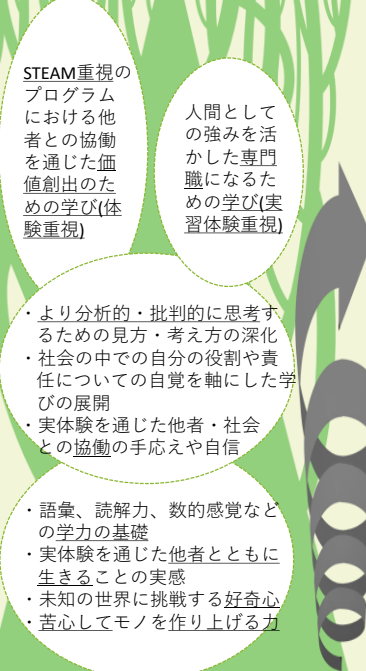 STEAM重視の
プログラム
における他
者との協働
を通じた価
値創出のた
めの学び(体
験重視)
人間として
の強みを活
かした専門
職になるた
めの学び(実
習体験重視)
・より分析的・批判的に思考す
るための見方・考え方の深化
・社会の中での自分の役割や責
任についての自覚を軸にした学
びの展開
・実体験を通じた他者・社会
との協働の手応えや自信
・語彙、読解力、数的感覚など
の学力の基礎
・実体験を通じた他者とともに
生きることの実感
・未知の世界に挑戦する好奇心
・苦心してモノを作り上げる力